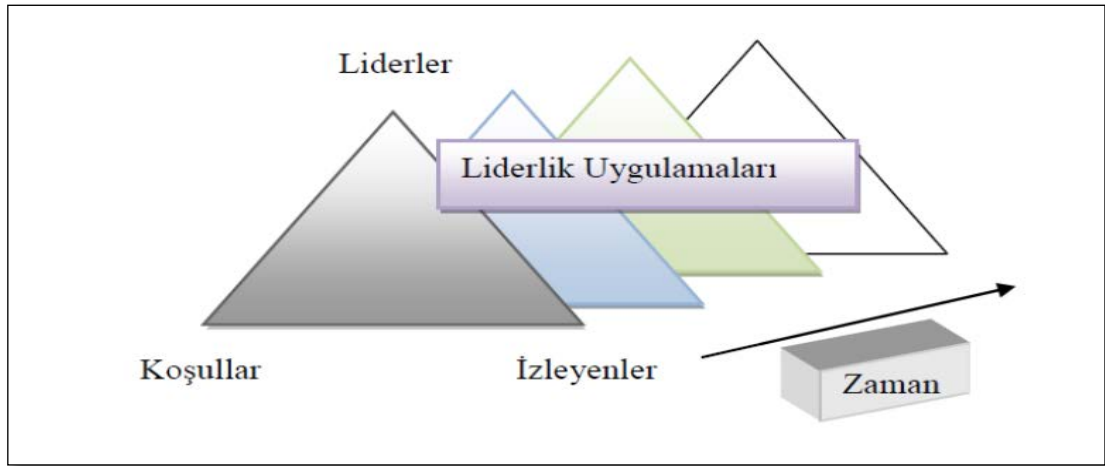 Liderler
Liderlik Uygulamaları
Koşullar
İzleyenler
Zaman